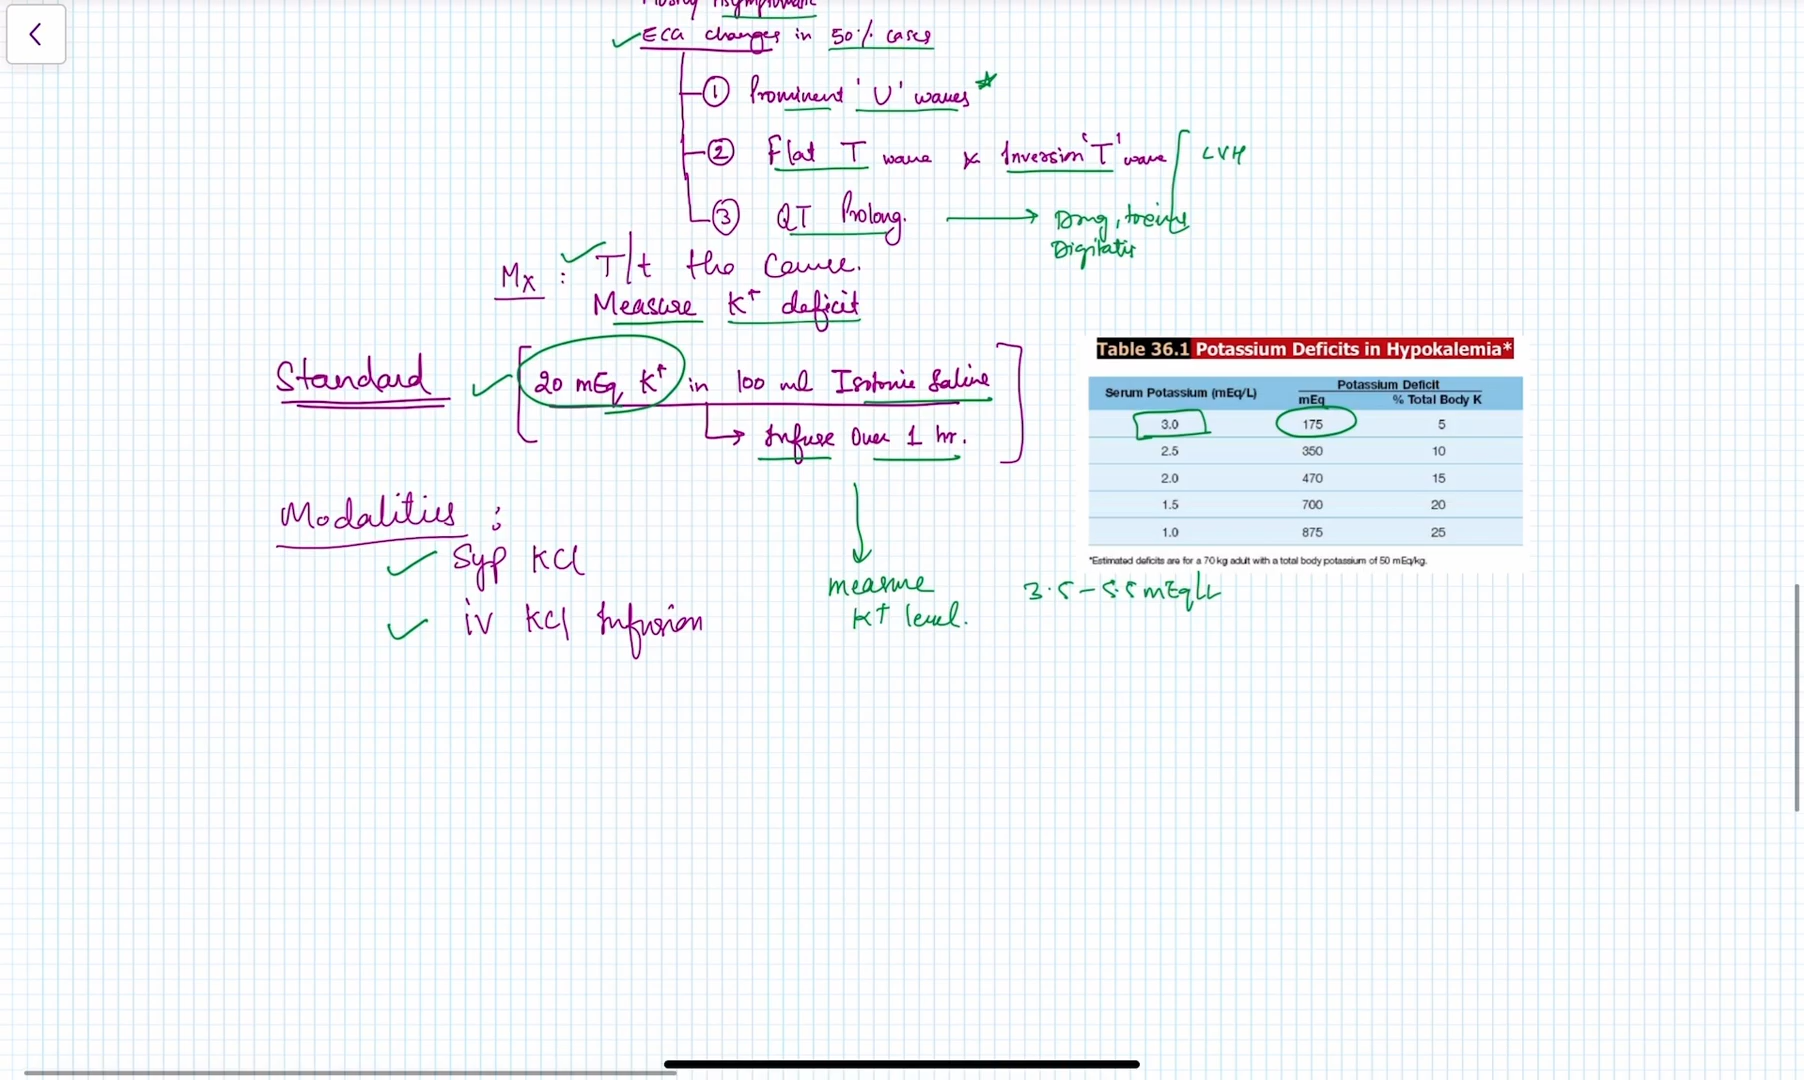 Mostly Asymptomatic
ECG changes in 50% cases
① Prominent 'U' waves
② Flat T wave & Inversion 'T' wave LVH
③ QT Prolong. → Drug, toxicity
Digitalis
Mx : T/t the Cause.
Measure K+ deficit
Standard [20 mEq K+ in 100 ml Isotonic Saline
→ Infuse Over 1 hr.]
measure
K+ level.
Modalities :
Syp KCl
iv KCl Infusion
Table 36.1 Potassium Deficits in Hypokalemia*
Serum Potassium (mEq/L) Potassium Deficit
mEq % Total Body K
3.0 175 5
2.5 350 10
2.0 470 15
1.5 700 20
1.0 875 25
*Estimated deficits are for a 70 kg adult with a total body potassium of 50 mEq/kg.
3.5 – 5.5 mEq/L